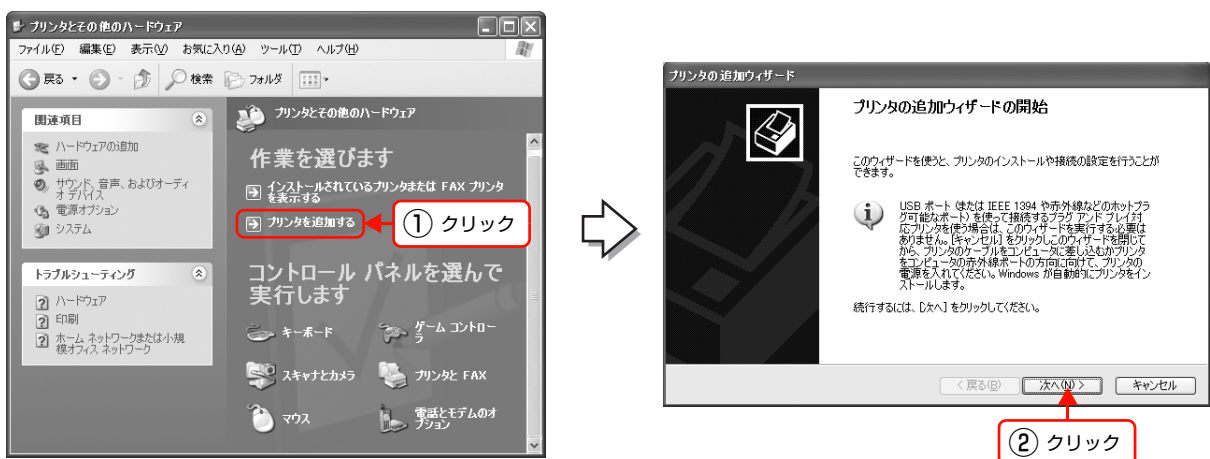 プリンタとその他のハードウェア
ファイル(F) 編集(E) 表示(V) お気に入り(A) ツール(T) ヘルプ(H)
戻る 検索 フォルダ
関連項目
ハードウェアの追加
画面
サウンド、音声、およびオーディ
オ デバイス
電源オプション
システム
トラブルシューティング
ハードウェア
印刷
ホーム ネットワークまたは小規
模オフィス ネットワーク
プリンタとその他のハードウェア
作業を選びます
インストールされているプリンタまたは FAX プリンタ
を表示する
プリンタを追加する
① クリック
コントロール パネルを選んで
実行します
キーボード
ゲーム コントロー
ラ
スキャナとカメラ
プリンタと FAX
マウス
電話とモデムのオ
プション
プリンタの追加ウィザード
プリンタの追加ウィザードの開始
このウィザードを使うと、プリンタのインストールや接続の設定を行うことが
できます。
USB ポート (または IEEE 1394 や赤外線などのホットプラ
グ可能なポート) を使って接続するプラグ アンド プレイ対
応プリンタを使う場合は、このウィザードを実行する必要は
ありません。[キャンセル] をクリックしこのウィザードを閉じて
から、プリンタのケーブルをコンピュータに差し込むかプリンタ
をコンピュータの赤外線ポートの方向に向けて、プリンタの
電源を入れてください。Windows が自動的にプリンタをイン
ストールします。
続行するには、[次へ] をクリックしてください。
< 戻る(B) 次へ(N) > キャンセル
② クリック